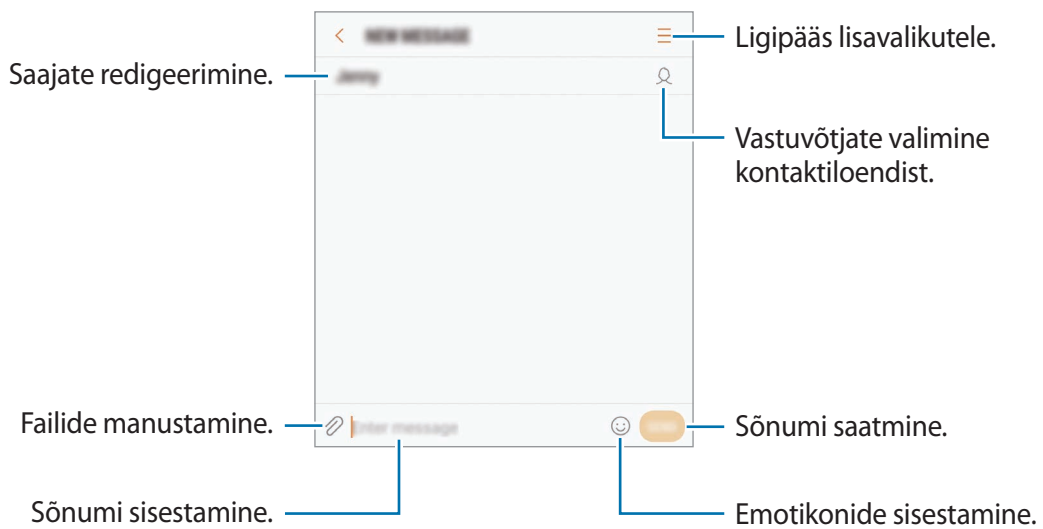 NEW MESSAGE
Ligipääs lisavalikutele.
Saajate redigeerimine.
Jenny
Vastuvõtjate valimine
kontaktiloendist.
Failide manustamine.
Enter message
Sõnumi saatmine.
Sõnumi sisestamine.
Emotikonide sisestamine.